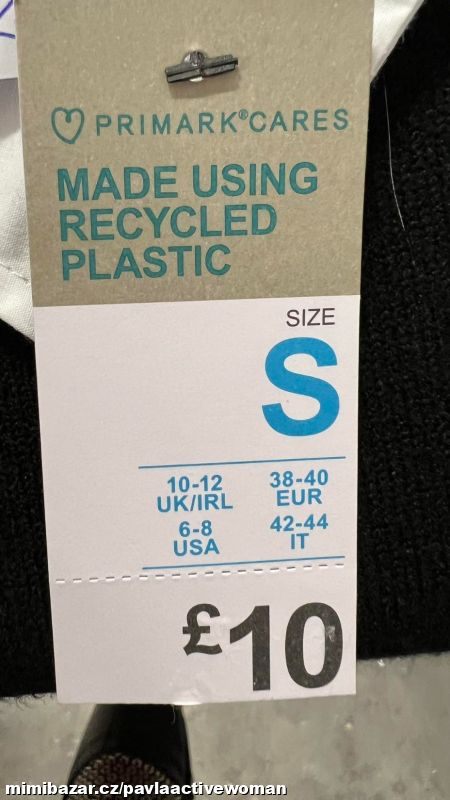 PRIMARK®CARES
MADE USING
RECYCLED
PLASTIC
SIZE
S
10-12 38-40
UK/IRL EUR
6-8 42-44
USA IT
£10
mimibazar.cz/pavlaactivewoman